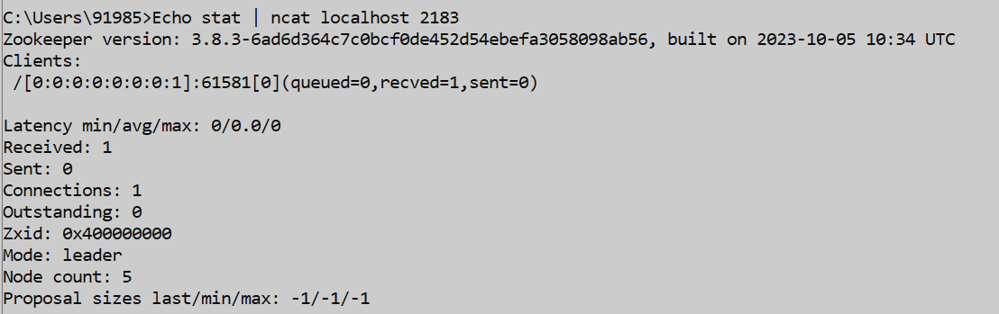 C:\Users\91985>Echo stat | ncat localhost 2183
Zookeeper version: 3.8.3-6ad6d364c7c0bcf0de452d54ebefa3058098ab56, built on 2023-10-05 10:34 UTC
Clients:
 /[0:0:0:0:0:0:0:1]:61581[0](queued=0,recved=1,sent=0)

Latency min/avg/max: 0/0.0/0
Received: 1
Sent: 0
Connections: 1
Outstanding: 0
Zxid: 0x400000000
Mode: leader
Node count: 5
Proposal sizes last/min/max: -1/-1/-1